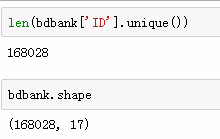 len(bdbank['ID'].unique())
168028
bdbank.shape
(168028, 17)